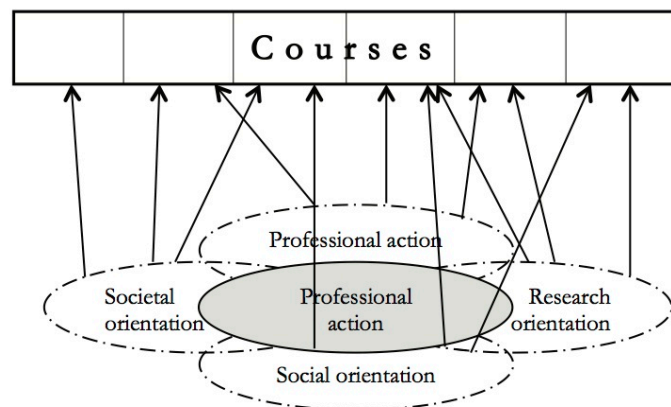 Courses
Professional action
Societal
orientation
Professional
action
Research
orientation
Social orientation